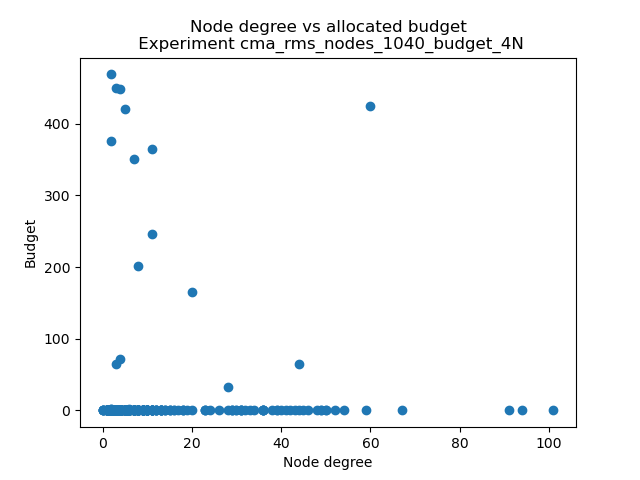 Node degree vs allocated budget
Experiment cma_rms_nodes_1040_budget_4N
Budget
400
300
200
100
0
0 20 40 60 80 100
Node degree